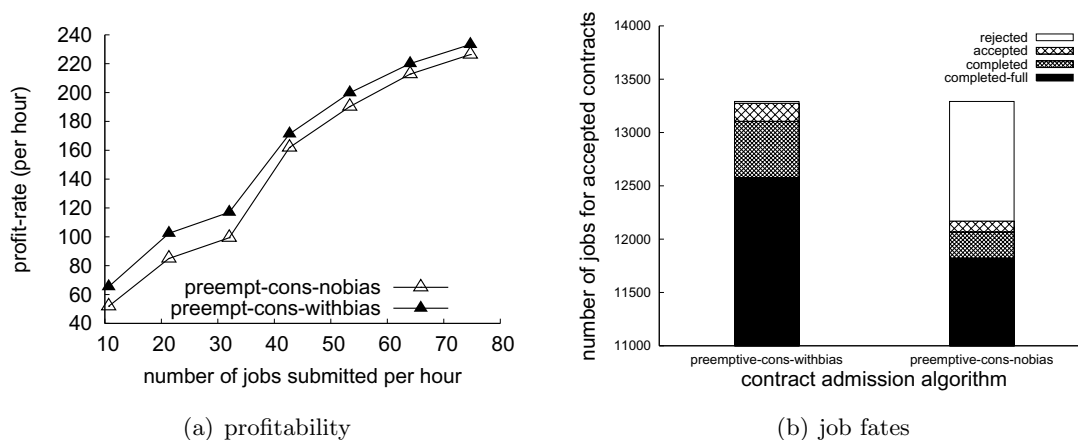 240
220
200
180
160
140
120
100
80
60
40
10 20 30 40 50 60 70 80
profit-rate (per hour)
number of jobs submitted per hour
preempt-cons-nobias
preempt-cons-withbias
(a) profitability
14000
13500
13000
12500
12000
11500
11000
number of jobs for accepted contracts
rejected
accepted
completed
completed-full
preemptive-cons-withbias preemptive-cons-nobias
contract admission algorithm
(b) job fates